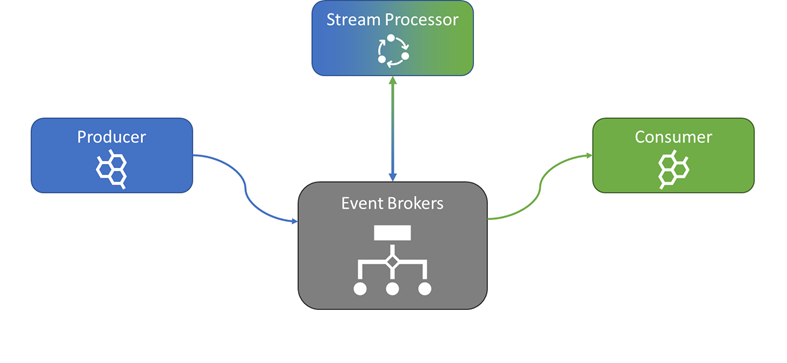 Stream Processor
Producer
Consumer
Event Brokers